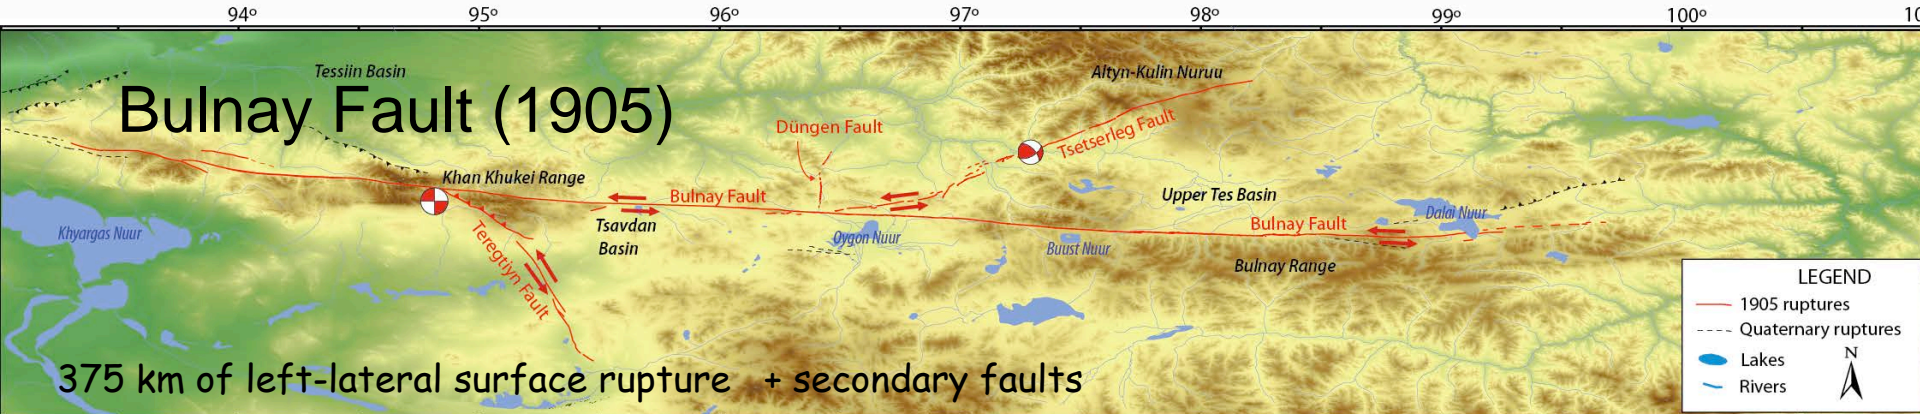 94° 95° 96° 97° 98° 99° 100° 10
Tessiin Basin
Altyn-Kulin Nuruu
Bulnay Fault (1905)
Düngen Fault
Tsetserleg Fault
Khan Khukei Range
Bulnay Fault
Upper Tes Basin
Khyargas Nuur
Teregtiyn Fault
Tsavdan
Basin
Oygon Nuur
Buust Nuur
Bulnay Fault
Dalai Nuur
Bulnay Range
375 km of left-lateral surface rupture + secondary faults
LEGEND
1905 ruptures
Quaternary ruptures
Lakes
Rivers
N